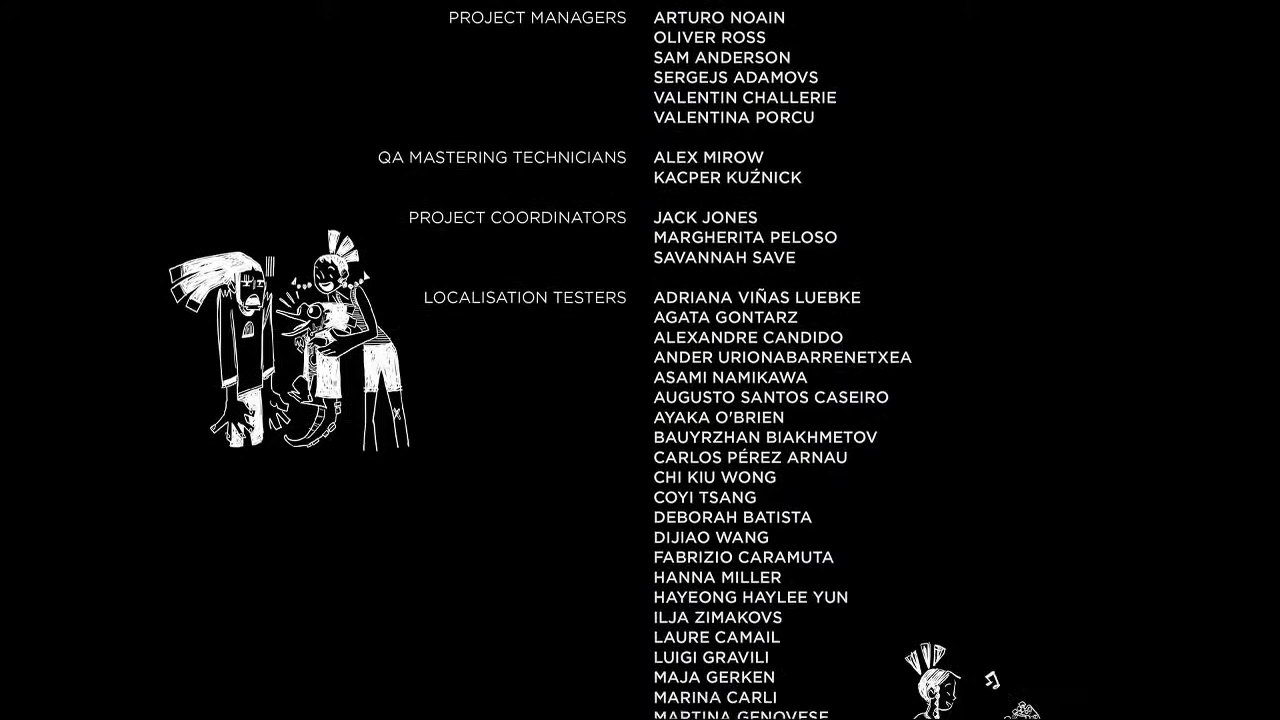 PROJECT MANAGERS ARTURO NOAIN
OLIVER ROSS
SAM ANDERSON
SERGEJS ADAMOVS
VALENTIN CHALLERIE
VALENTINA PORCU
QA MASTERING TECHNICIANS ALEX MIROW
KACPER KUŹNICK
PROJECT COORDINATORS JACK JONES
MARGHERITA PELOSO
SAVANNAH SAVE
LOCALISATION TESTERS ADRIANA VIÑAS LUEBKE
AGATA GONTARZ
ALEXANDRE CANDIDO
ANDER URIONABARRENETXEA
ASAMI NAMIKAWA
AUGUSTO SANTOS CASEIRO
AYAKA O'BRIEN
BAUYRZHAN BIAKHMETOV
CARLOS PÉREZ ARNAU
CHI KIU WONG
COYI TSANG
DEBORAH BATISTA
DIJIAO WANG
FABRIZIO CARAMUTA
HANNA MILLER
HAYEONG HAYLEE YUN
ILJA ZIMAKOVS
LAURE CAMAIL
LUIGI GRAVILI
MAJA GERKEN
MARINA CARLI
MARTINA GENOVESE